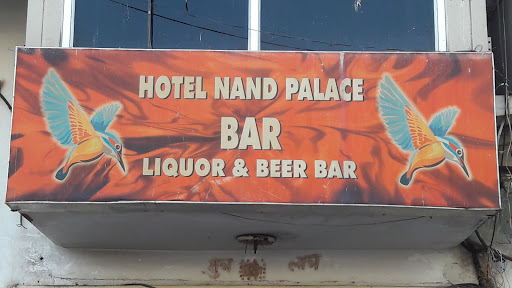 HOTEL NAND PALACE
BAR
LIQUOR & BEER BAR